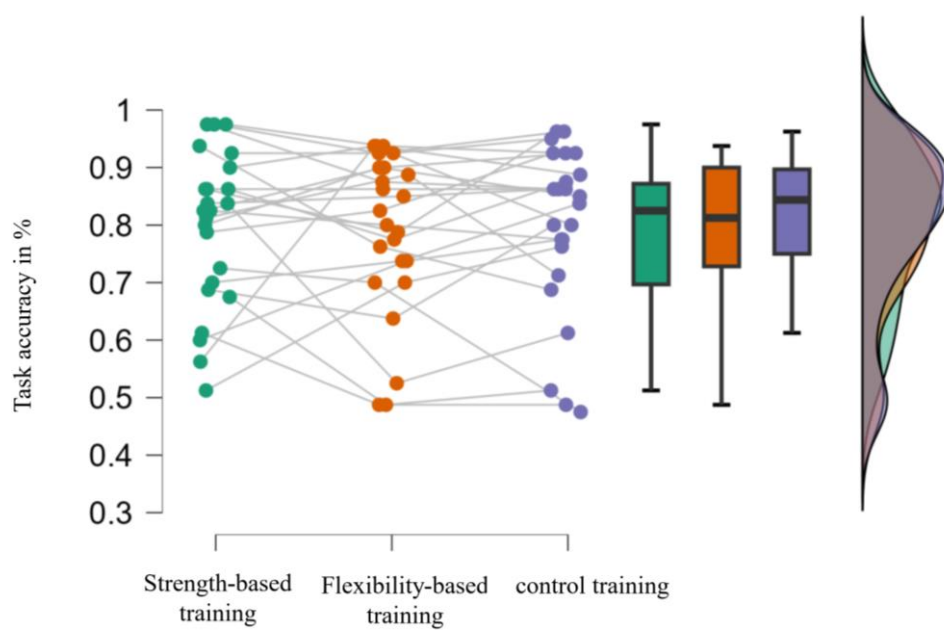 Task accuracy in %
1
0.9
0.8
0.7
0.6
0.5
0.4
0.3
Strength-based
training
Flexibility-based
training
control training